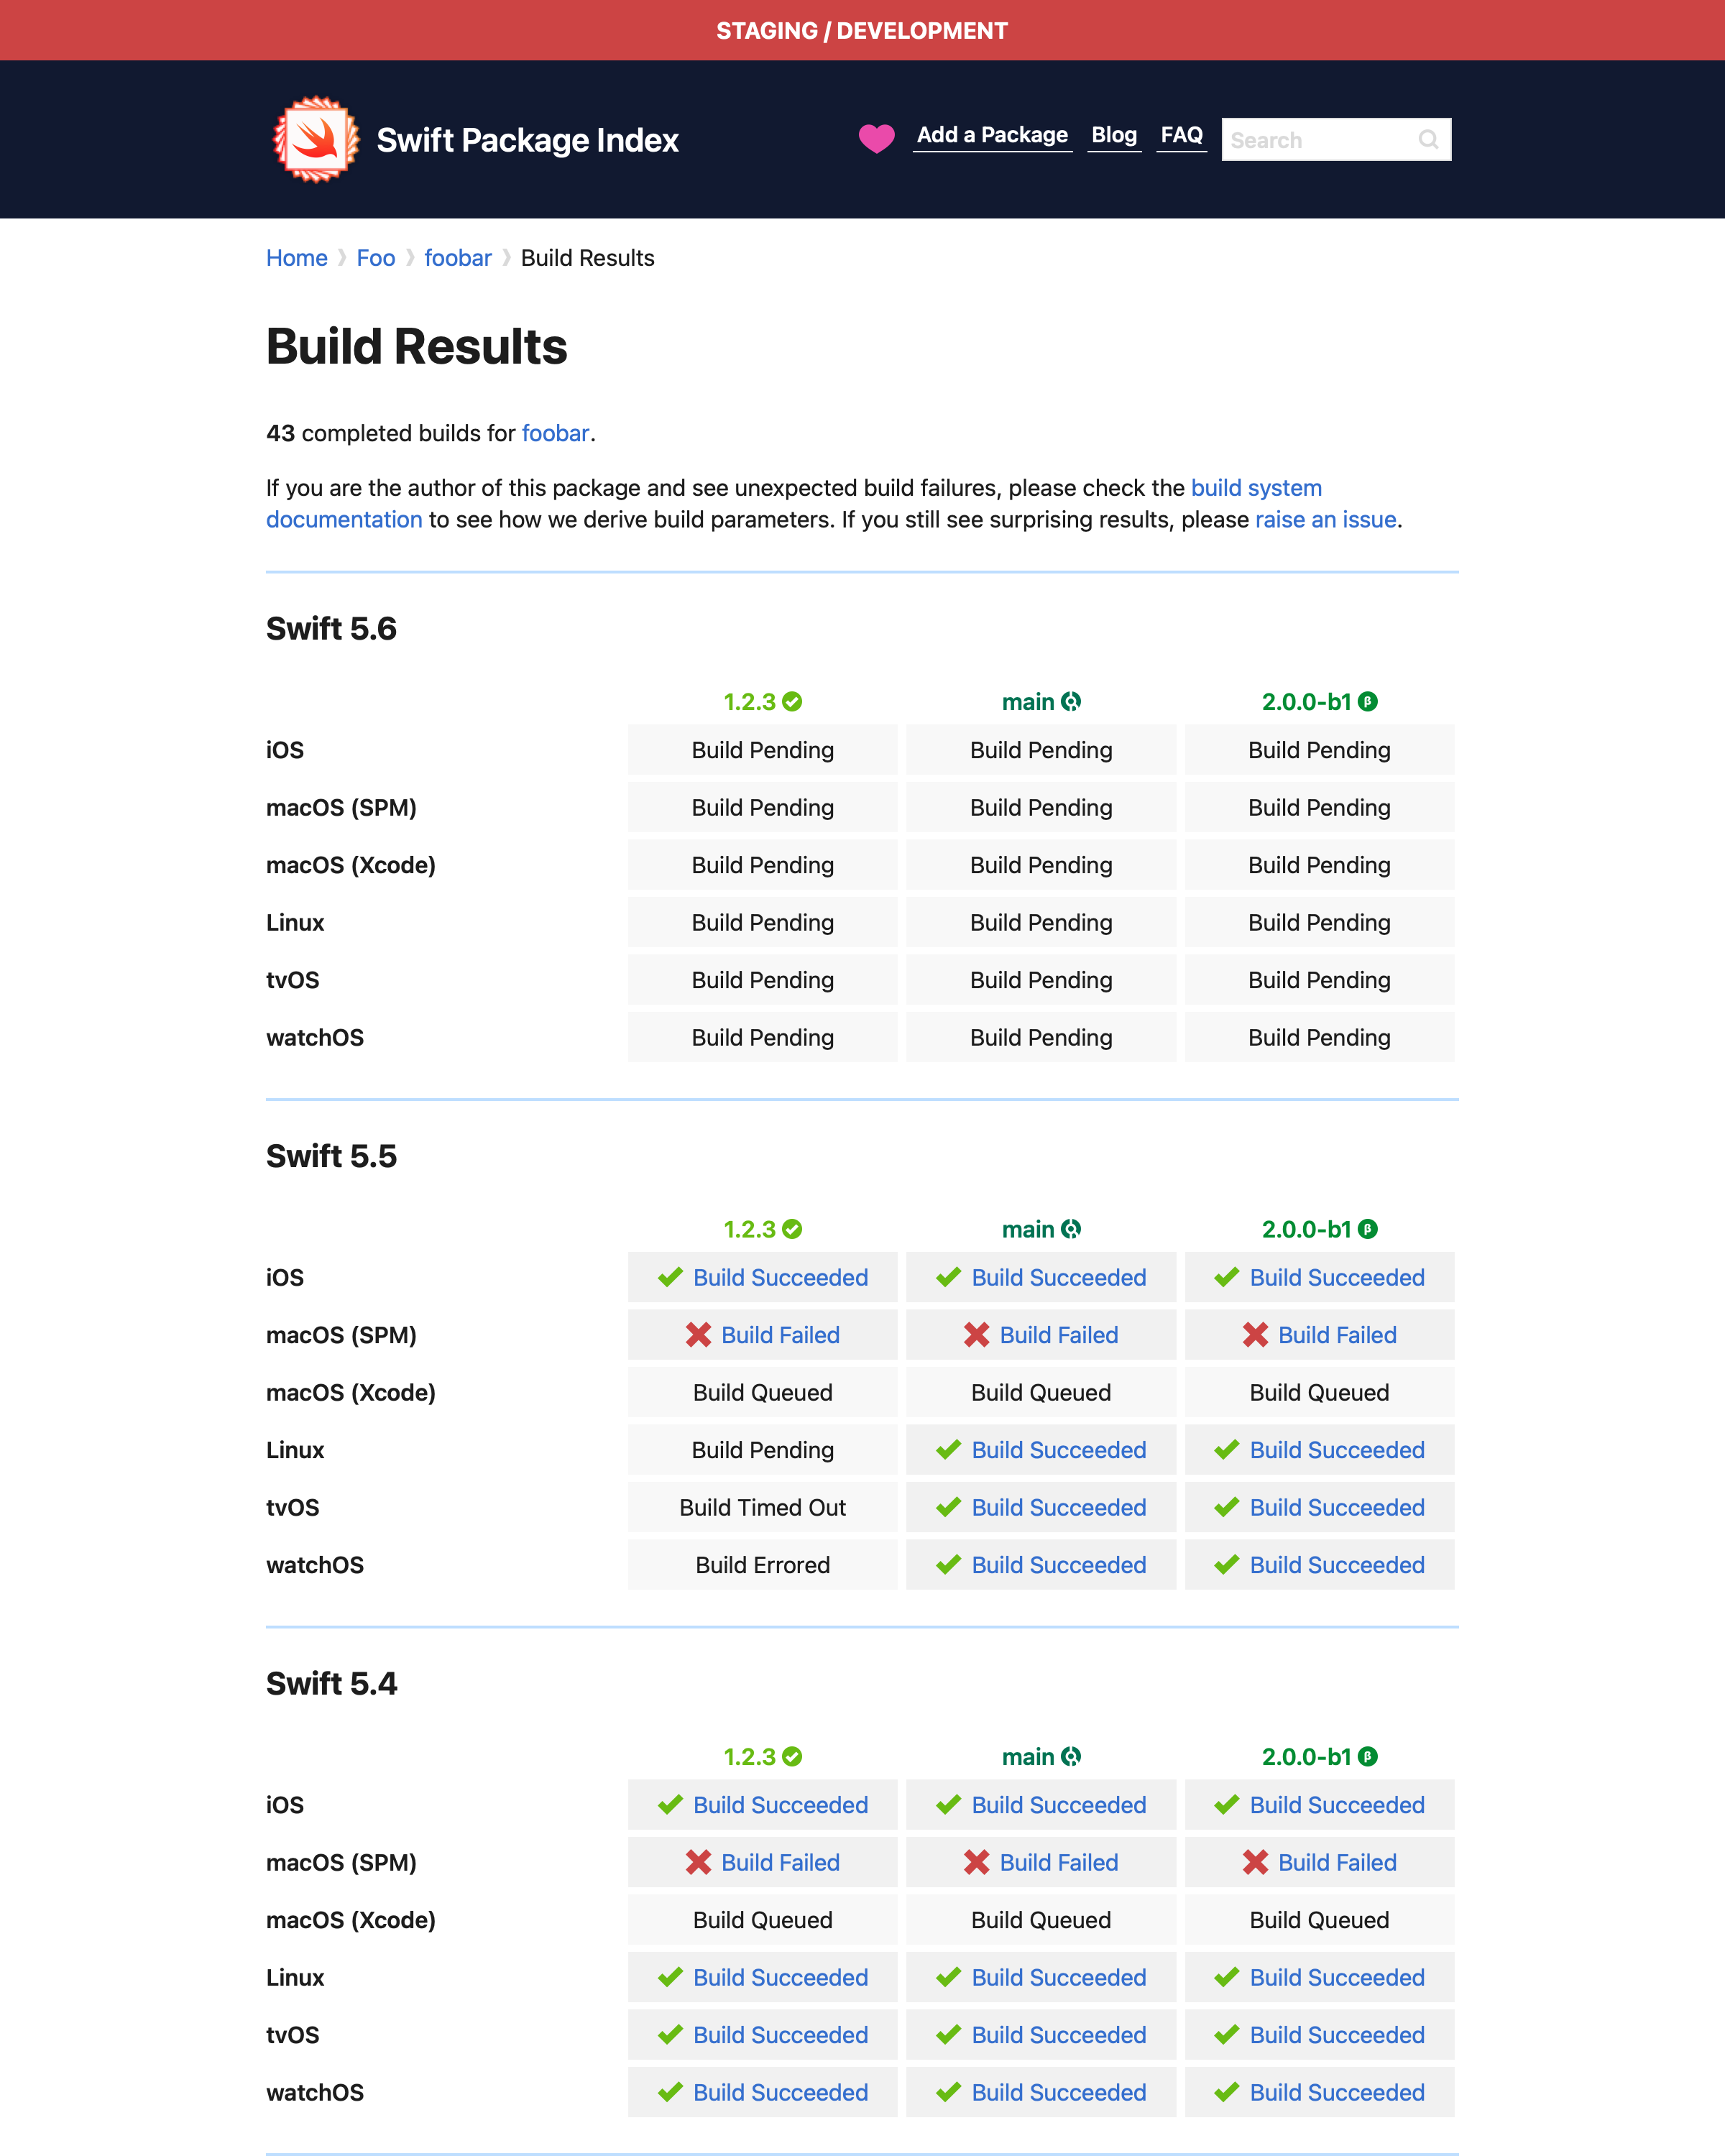 STAGING / DEVELOPMENT
Swift Package Index
Add a Package Blog FAQ Search
Home Foo foobar Build Results
Build Results
43 completed builds for foobar.
If you are the author of this package and see unexpected build failures, please check the build system
documentation to see how we derive build parameters. If you still see surprising results, please raise an issue.
Swift 5.6
1.2.3 main 2.0.0-b1 β
iOS Build Pending Build Pending Build Pending
macOS (SPM) Build Pending Build Pending Build Pending
macOS (Xcode) Build Pending Build Pending Build Pending
Linux Build Pending Build Pending Build Pending
tvOS Build Pending Build Pending Build Pending
watchOS Build Pending Build Pending Build Pending
Swift 5.5
1.2.3 main 2.0.0-b1 β
iOS Build Succeeded Build Succeeded Build Succeeded
macOS (SPM) Build Failed Build Failed Build Failed
macOS (Xcode) Build Queued Build Queued Build Queued
Linux Build Pending Build Succeeded Build Succeeded
tvOS Build Timed Out Build Succeeded Build Succeeded
watchOS Build Errored Build Succeeded Build Succeeded
Swift 5.4
1.2.3 main 2.0.0-b1 β
iOS Build Succeeded Build Succeeded Build Succeeded
macOS (SPM) Build Failed Build Failed Build Failed
macOS (Xcode) Build Queued Build Queued Build Queued
Linux Build Succeeded Build Succeeded Build Succeeded
tvOS Build Succeeded Build Succeeded Build Succeeded
watchOS Build Succeeded Build Succeeded Build Succeeded